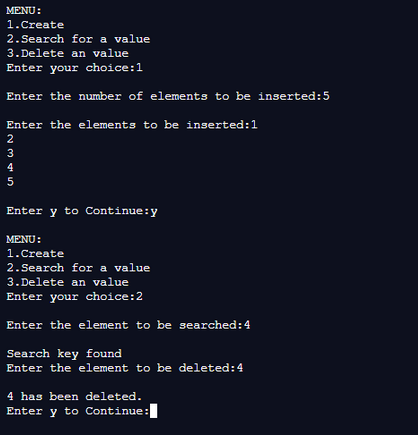 MENU:
1.Create
2.Search for a value
3.Delete an value
Enter your choice:1
Enter the number of elements to be inserted:5
Enter the elements to be inserted:1
2
3
4
5
Enter y to Continue:y
MENU:
1.Create
2.Search for a value
3.Delete an value
Enter your choice:2
Enter the element to be searched:4
Search key found
Enter the element to be deleted:4
4 has been deleted.
Enter y to Continue: